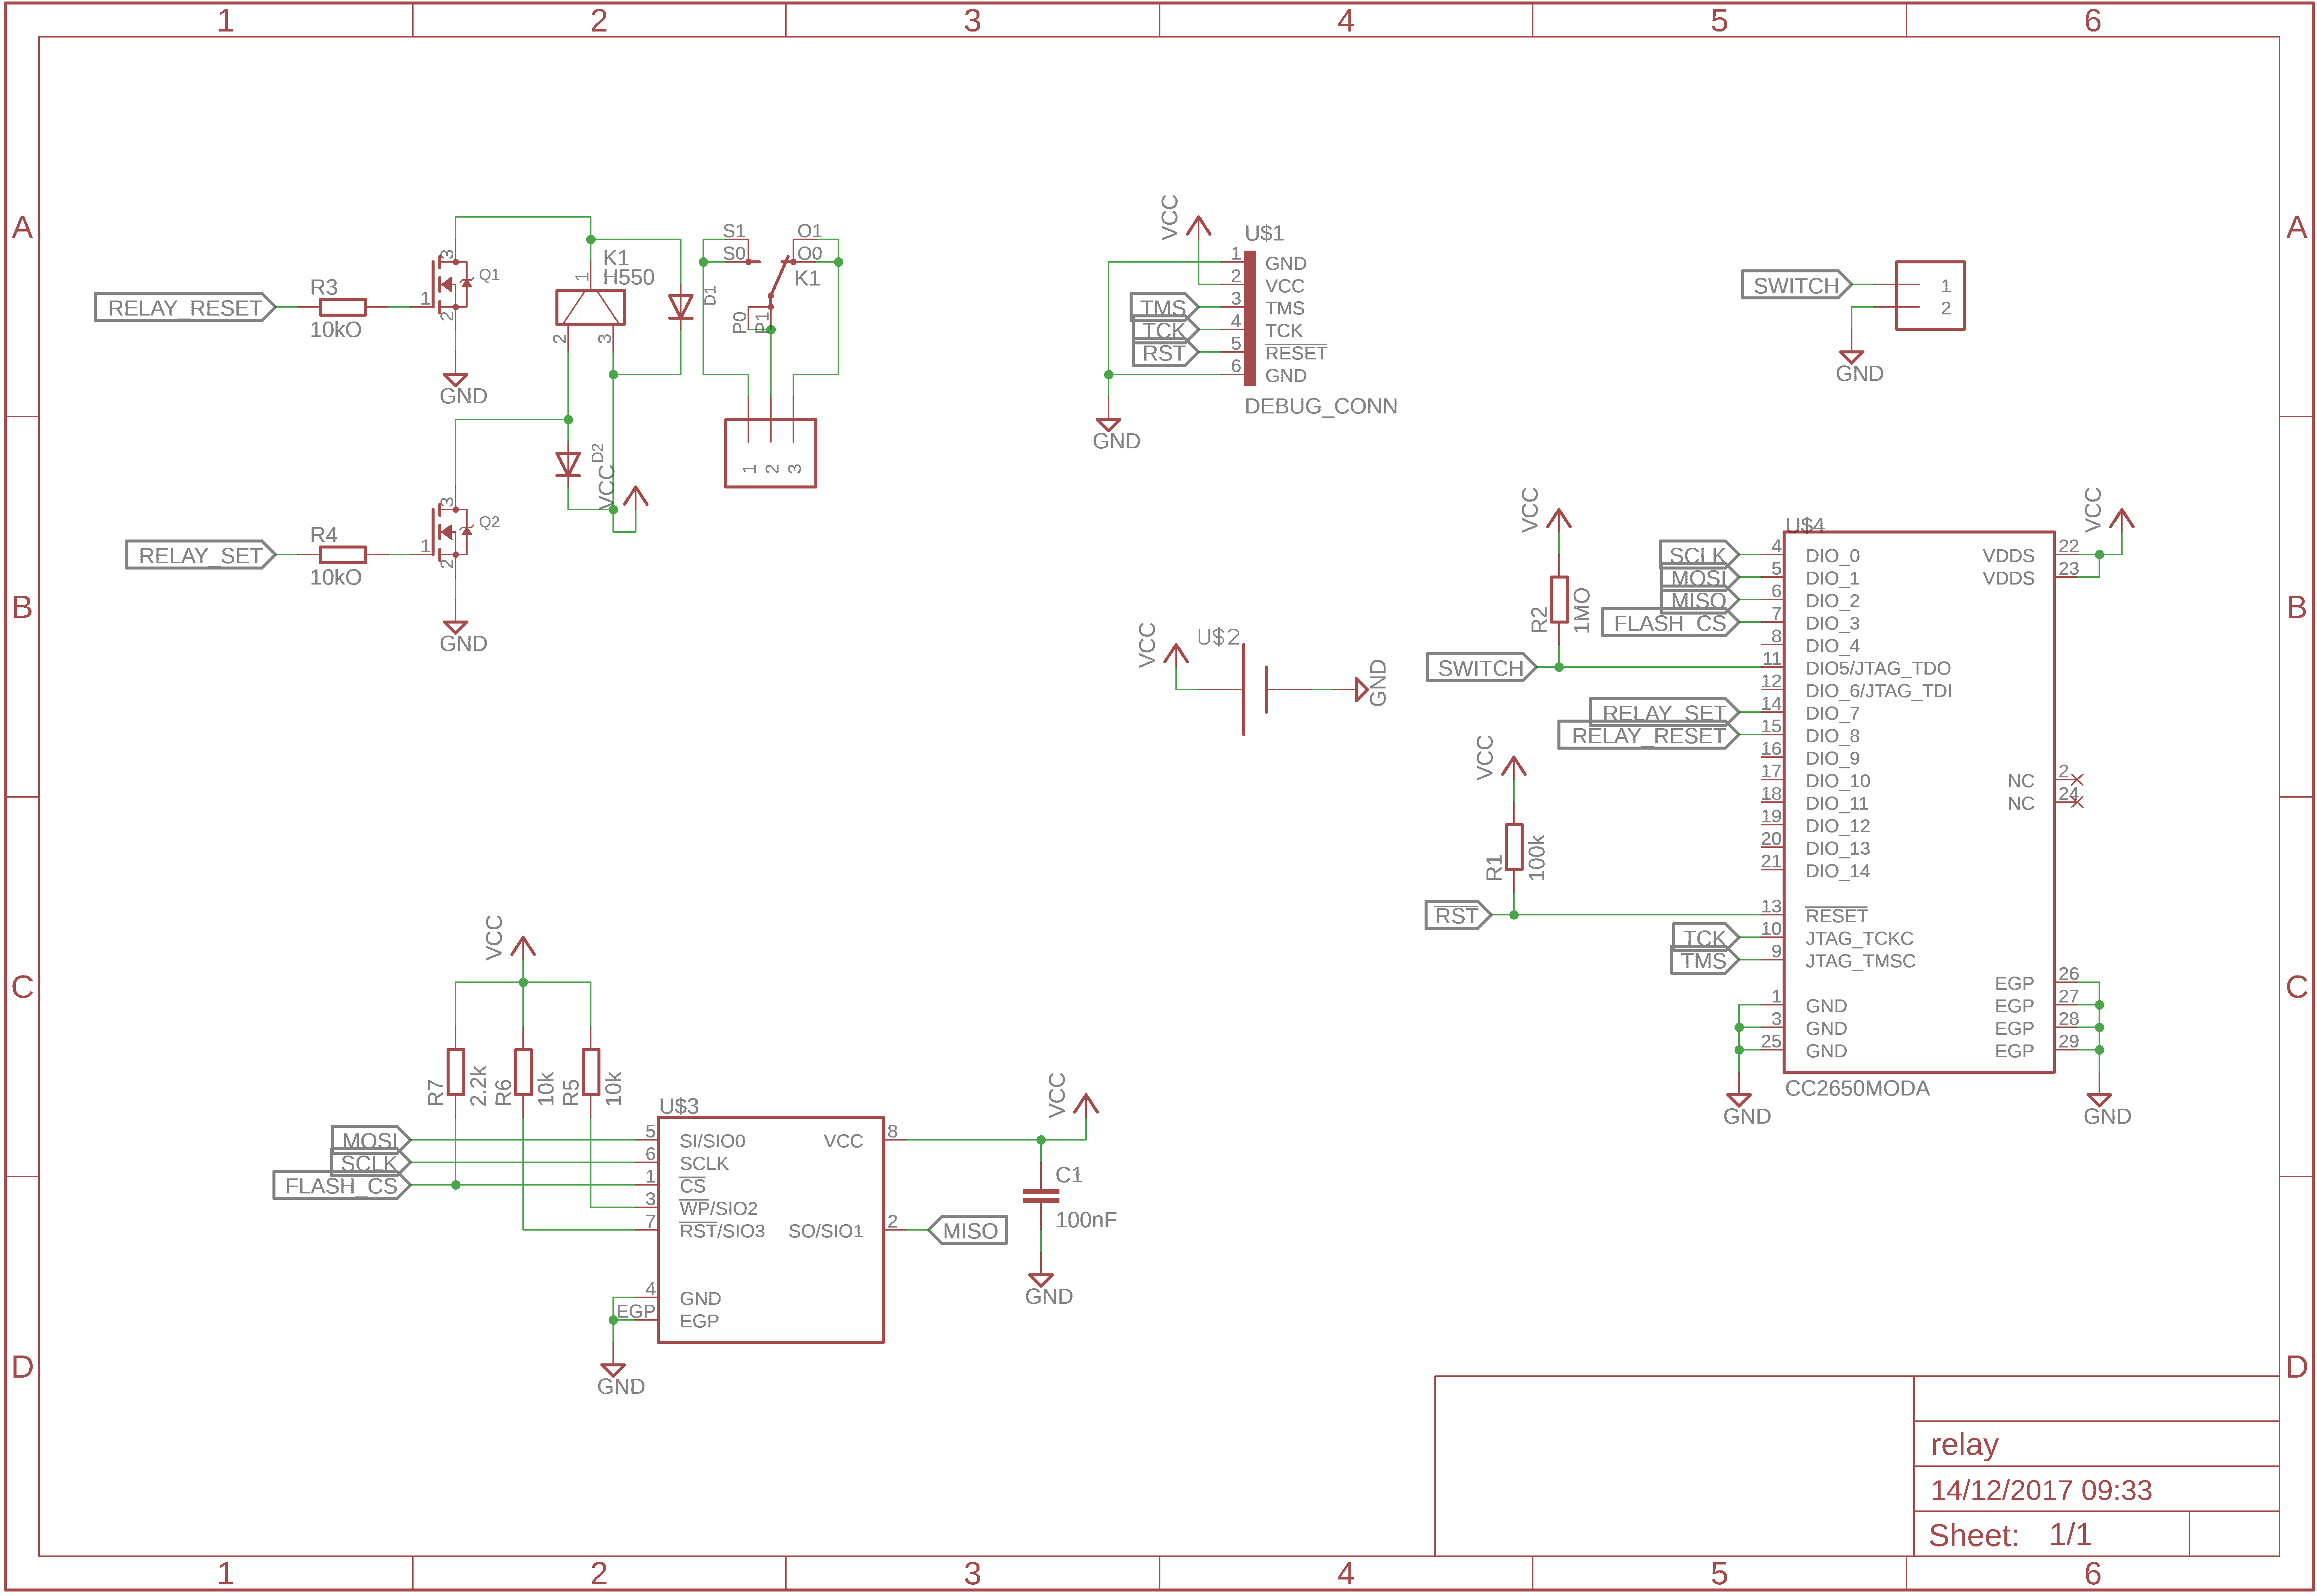 1 2 3 4 5 6
A A
B B
C C
D D
RELAY_RESET
R3
10kO
1
3
2
Q1
GND
K1
H550
1
2
3
D1
S1
S0
O1
O0
K1
P0
P1
1 2 3
RELAY_SET
R4
10kO
1
3
2
Q2
GND
D2
VCC
VCC
U$1
1 GND
2 VCC
TMS 3 TMS
TCK 4 TCK
RST 5 RESET
6 GND
DEBUG_CONN
GND
SWITCH 1
2
GND
VCC
U$2
GND
VCC
R2
1MO
SWITCH
VCC
R1
100k
RST
U$4
VCC
SCLK 4 DIO_0 VDDS 22
MOSI 5 DIO_1 VDDS 23
MISO 6 DIO_2
FLASH_CS 7 DIO_3
8 DIO_4
11 DIO5/JTAG_TDO
12 DIO_6/JTAG_TDI
RELAY_SET 14 DIO_7
RELAY_RESET 15 DIO_8
16 DIO_9
17 DIO_10 NC 2
18 DIO_11 NC 24
19 DIO_12
20 DIO_13
21 DIO_14
13 RESET
TCK 10 JTAG_TCKC
TMS 9 JTAG_TMSC
EGP 26
1 GND EGP 27
3 GND EGP 28
25 GND EGP 29
CC2650MODA
GND
GND
VCC
R7
2.2k
R6
10k
R5
10k
U$3
MOSI 5 SI/SIO0 VCC 8
SCLK 6 SCLK
FLASH_CS 1 CS
3 WP/SIO2
7 RST/SIO3 SO/SIO1 2 MISO
4 GND
EGP EGP
GND
VCC
C1
100nF
GND
relay
14/12/2017 09:33
Sheet: 1/1
1 2 3 4 5 6